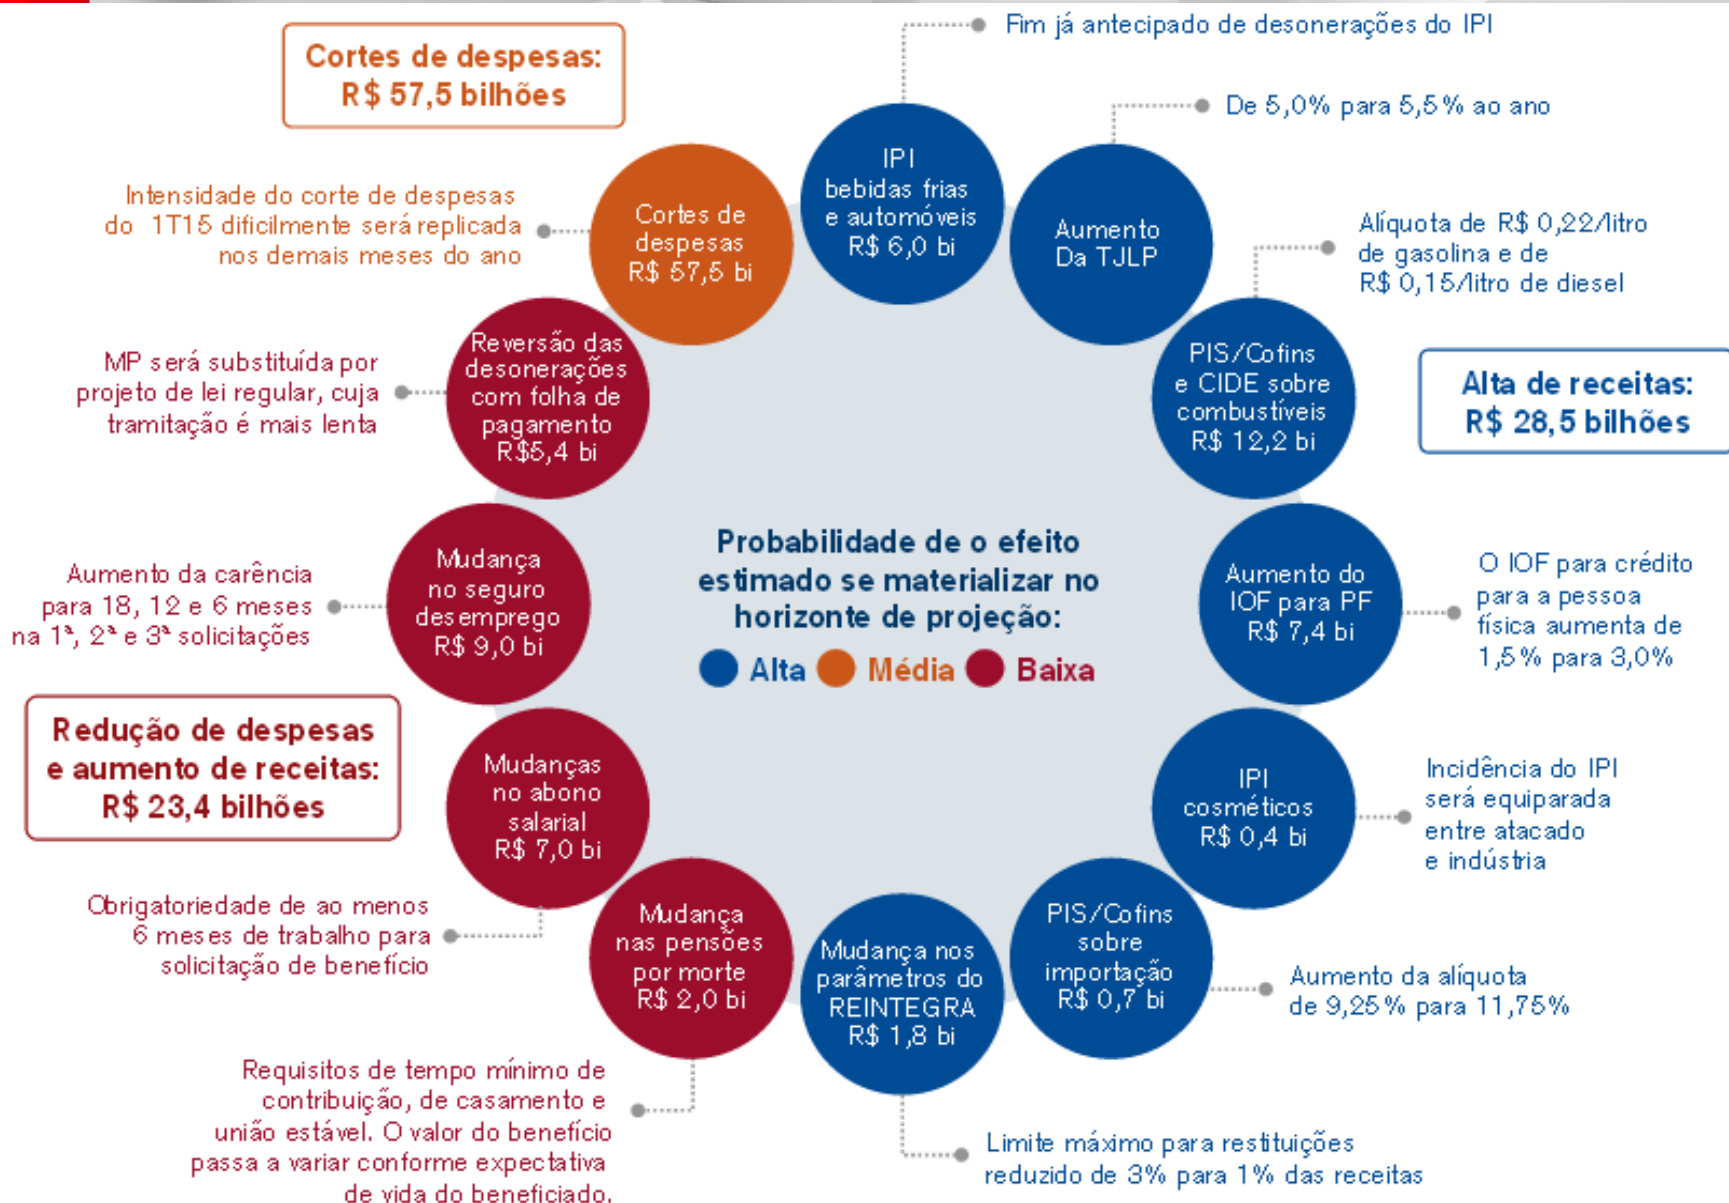 Cortes de despesas:
R$ 57,5 bilhões
Fim já antecipado de desonerações do IPI
De 5,0% para 5,5% ao ano
IPI
bebidas frias
e automóveis
R$ 6,0 bi
Aumento
Da TJLP
Intensidade do corte de despesas
do 1T15 dificilmente será replicada
nos demais meses do ano
Cortes de
despesas
R$ 57,5 bi
Alíquota de R$ 0,22/litro
de gasolina e de
R$ 0,15/litro de diesel
MP será substituída por
projeto de lei regular, cuja
tramitação é mais lenta
Reversão das
desonerações
com folha de
pagamento
R$5,4 bi
PIS/Cofins
e CIDE sobre
combustíveis
R$ 12,2 bi
Alta de receitas:
R$ 28,5 bilhões
Aumento da carência
para 18, 12 e 6 meses
na 1ª, 2ª e 3ª solicitações
Mudança
no seguro
desemprego
R$ 9,0 bi
Probabilidade de o efeito
estimado se materializar no
horizonte de projeção:
Alta Média Baixa
Aumento do
IOF para PF
R$ 7,4 bi
O IOF para crédito
para a pessoa
física aumenta de
1,5% para 3,0%
Redução de despesas
e aumento de receitas:
R$ 23,4 bilhões
Mudanças
no abono
salarial
R$ 7,0 bi
IPI
cosméticos
R$ 0,4 bi
Incidência do IPI
será equiparada
entre atacado
e indústria
Obrigatoriedade de ao menos
6 meses de trabalho para
solicitação de benefício
Mudança
nas pensões
por morte
R$ 2,0 bi
Mudança nos
parâmetros do
REINTEGRA
R$ 1,8 bi
PIS/Cofins
sobre
importação
R$ 0,7 bi
Aumento da alíquota
de 9,25% para 11,75%
Requisitos de tempo mínimo de
contribuição, de casamento e
união estável. O valor do benefício
passa a variar conforme expectativa
de vida do beneficiado.
Limite máximo para restituições
reduzido de 3% para 1% das receitas